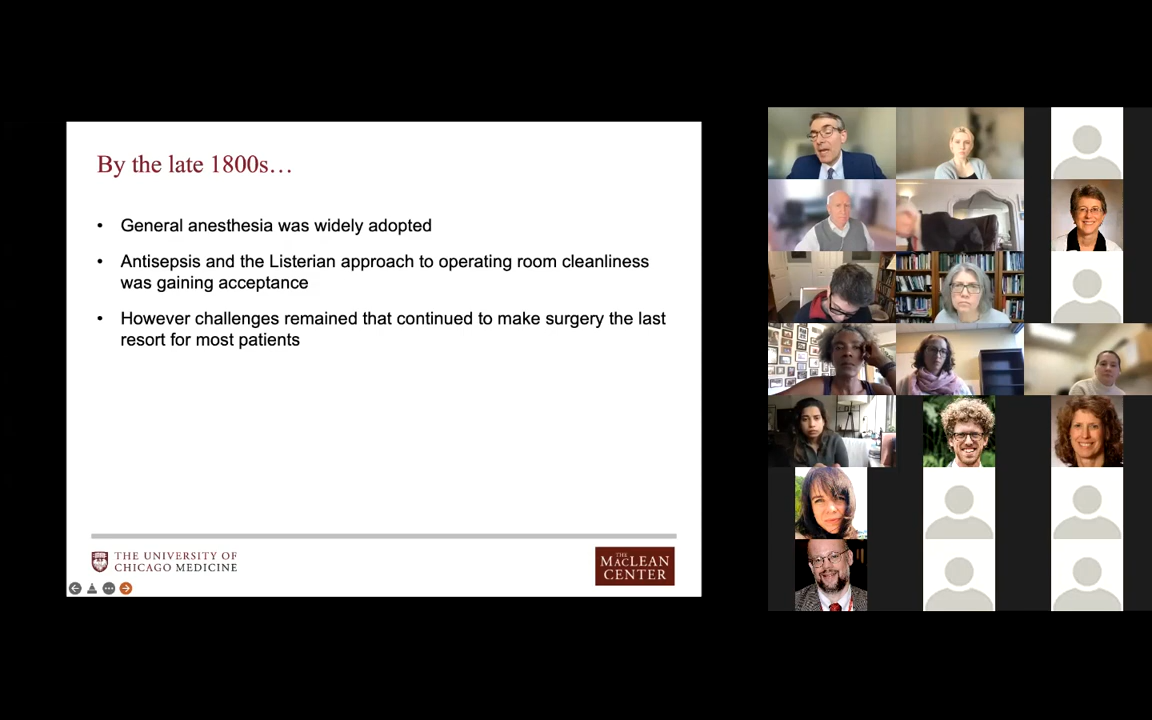 By the late 1800s…
• General anesthesia was widely adopted
• Antisepsis and the Listerian approach to operating room cleanliness
was gaining acceptance
• However challenges remained that continued to make surgery the last
resort for most patients
THE UNIVERSITY OF
CHICAGO MEDICINE
THE
MACLEAN
CENTER